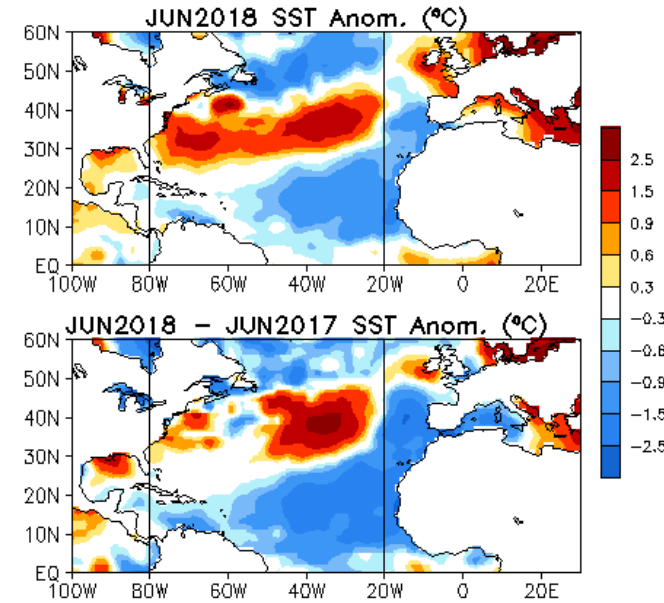 JUN2018 SST Anom. (ºC)
60N
50N
40N
30N
20N
10N
EQ
100W 80W 60W 40W 20W 0 20E
JUN2018 - JUN2017 SST Anom. (ºC)
60N
50N
40N
30N
20N
10N
EQ
100W 80W 60W 40W 20W 0 20E
2.5
1.5
0.9
0.6
0.3
-0.3
-0.6
-0.9
-1.5
-2.5